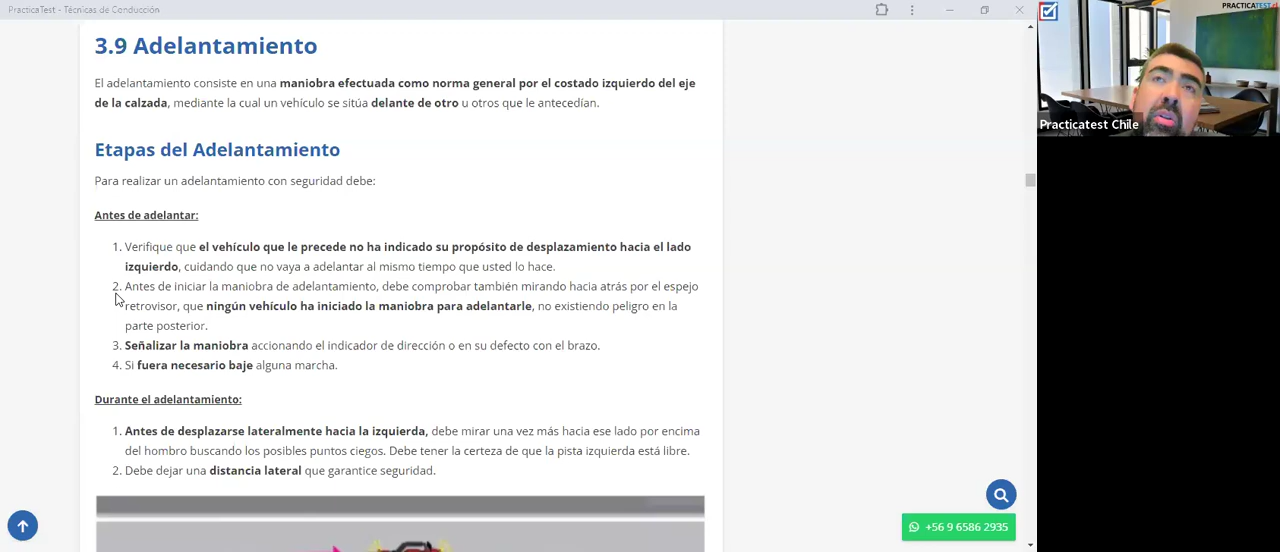 PracticaTest - Técnicas de Conducción
PRACTICATEST.cl
Practicatest Chile
3.9 Adelantamiento
El adelantamiento consiste en una maniobra efectuada como norma general por el costado izquierdo del eje
de la calzada, mediante la cual un vehículo se sitúa delante de otro u otros que le antecedían.
Etapas del Adelantamiento
Para realizar un adelantamiento con seguridad debe:
Antes de adelantar:
1. Verifique que el vehículo que le precede no ha indicado su propósito de desplazamiento hacia el lado
izquierdo, cuidando que no vaya a adelantar al mismo tiempo que usted lo hace.
2. Antes de iniciar la maniobra de adelantamiento, debe comprobar también mirando hacia atrás por el espejo
retrovisor, que ningún vehículo ha iniciado la maniobra para adelantarle, no existiendo peligro en la
parte posterior.
3. Señalizar la maniobra accionando el indicador de dirección o en su defecto con el brazo.
4. Si fuera necesario baje alguna marcha.
Durante el adelantamiento:
1. Antes de desplazarse lateralmente hacia la izquierda, debe mirar una vez más hacia ese lado por encima
del hombro buscando los posibles puntos ciegos. Debe tener la certeza de que la pista izquierda está libre.
2. Debe dejar una distancia lateral que garantice seguridad.
+56 9 6586 2935